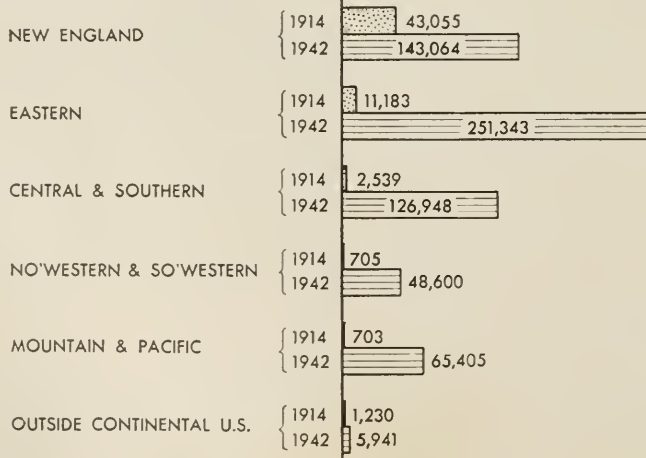 NEW ENGLAND
1914 43,055
1942 143,064
EASTERN
1914 11,183
1942 251,343
CENTRAL & SOUTHERN
1914 2,539
1942 126,948
NO'WESTERN & SO'WESTERN
1914 705
1942 48,600
MOUNTAIN & PACIFIC
1914 703
1942 65,405
OUTSIDE CONTINENTAL U.S.
1914 1,230
1942 5,941